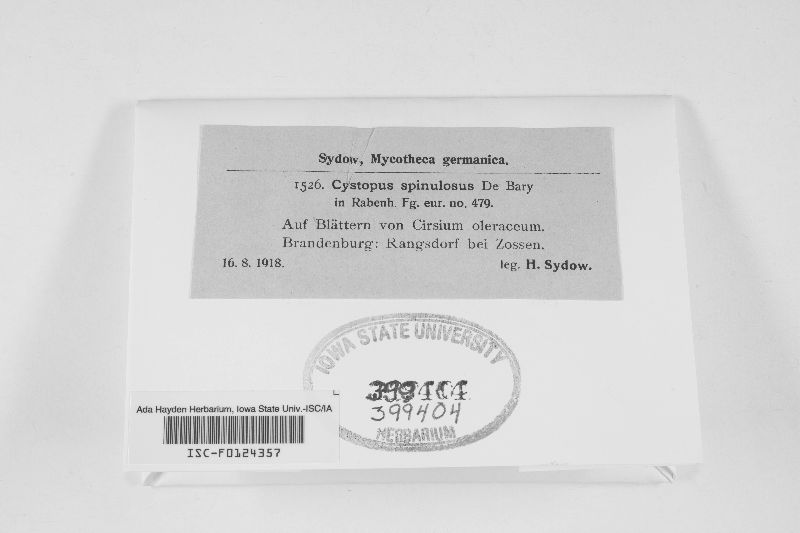 Sydow, Mycotheca germanica.
1526. Cystopus spinulosus De Bary
in Rabenh. Fg. eur. no. 479.
Auf Blättern von Cirsium oleraceum.
Brandenburg: Rangsdorf bei Zossen.
16. 8. 1918. leg. H. Sydow.
IOWA STATE UNIVERSITY
399404
399404
HERBARIUM
Ada Hayden Herbarium, Iowa State Univ.-ISC/IA
ISC-F0124357